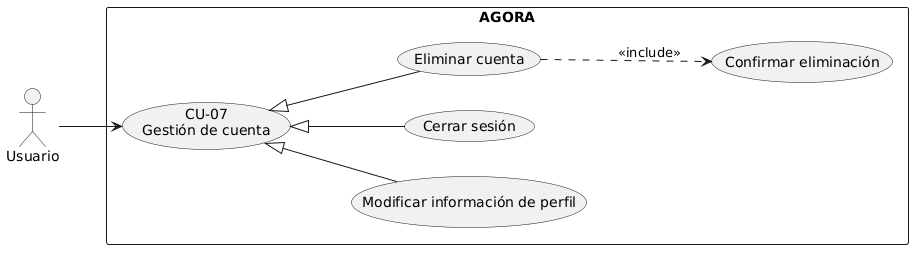 AGORA
Eliminar cuenta
«include»
Confirmar eliminación
CU-07
Gestión de cuenta
Cerrar sesión
Usuario
Modificar información de perfil